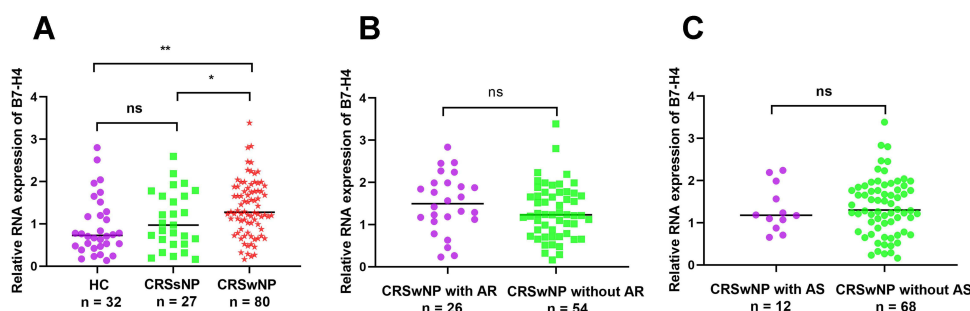 A
Relative RNA expression of B7-H4
4
3
2
1
0
**
*
ns
HC
n = 32
CRSsNP
n = 27
CRSwNP
n = 80
B
Relative RNA expression of B7-H4
4
3
2
1
0
ns
CRSwNP with AR
n = 26
CRSwNP without AR
n = 54
C
Relative RNA expression of B7-H4
4
3
2
1
0
ns
CRSwNP with AS
n = 12
CRSwNP without AS
n = 68